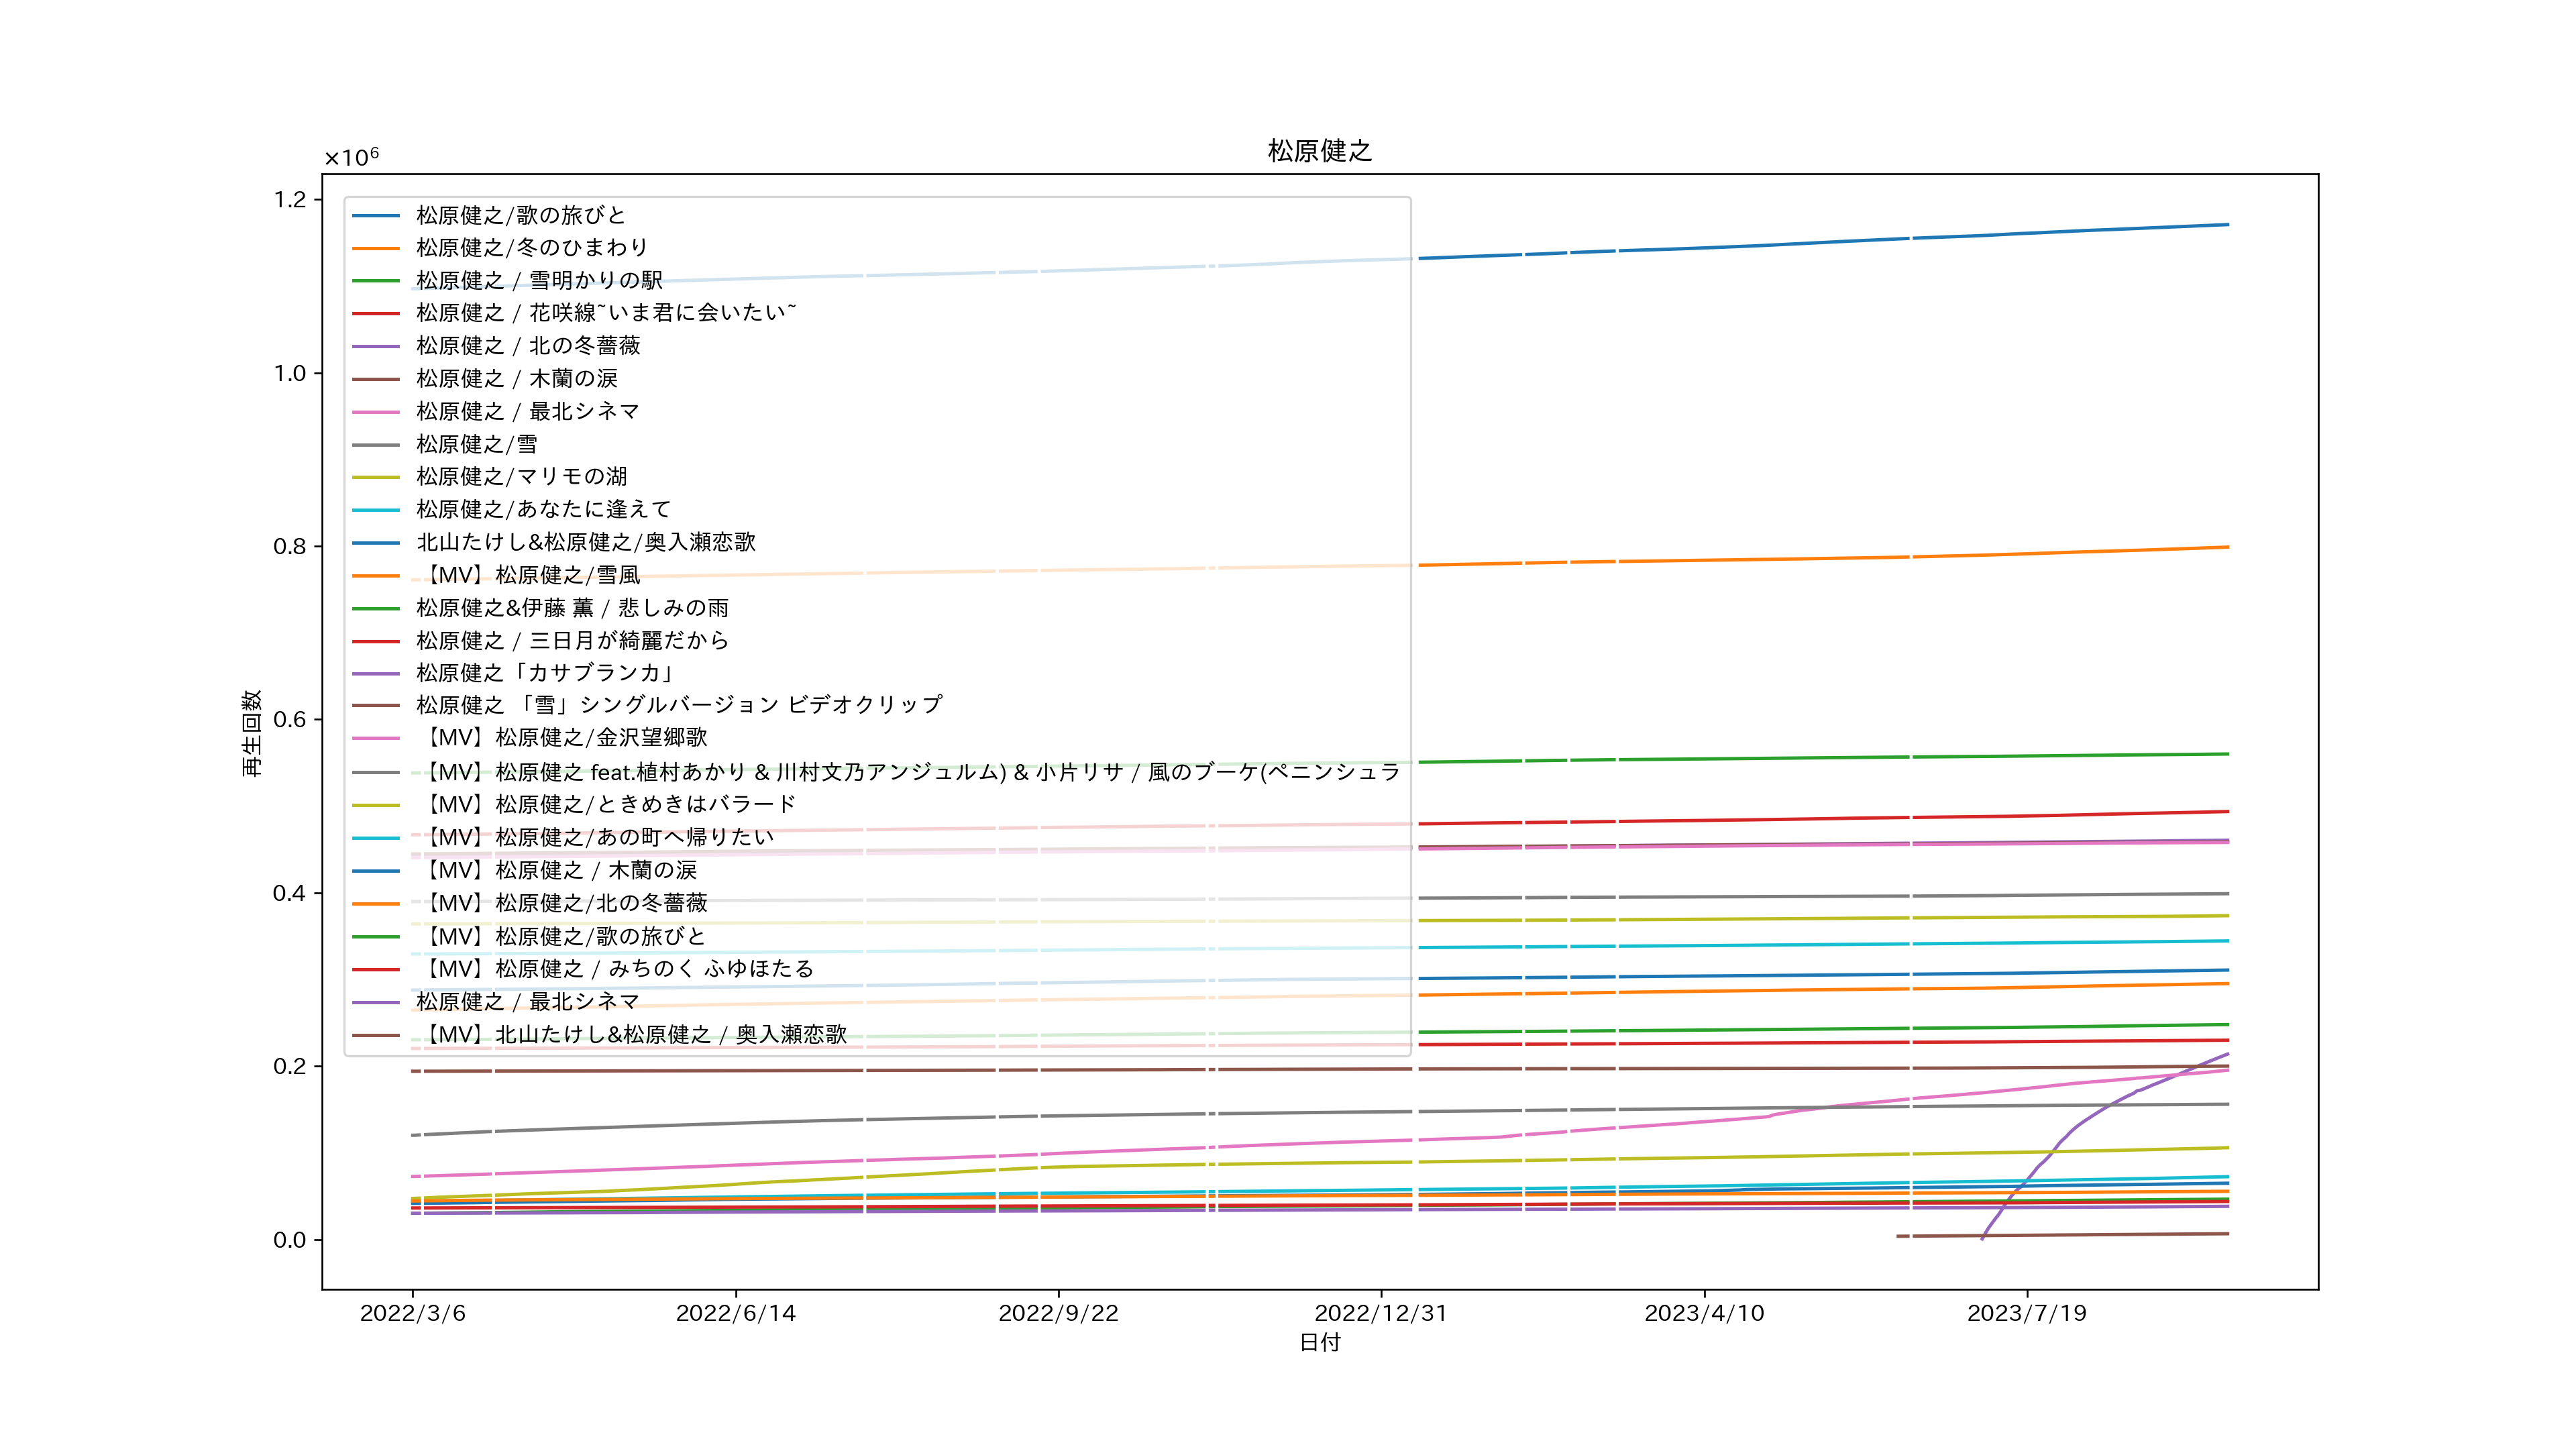 松原健之
×10⁶
1.2
1.0
0.8
0.6
0.4
0.2
0.0
再生回数
松原健之/歌の旅びと
松原健之/冬のひまわり
松原健之 / 雪明かりの駅
松原健之 / 花咲線~いま君に会いたい~
松原健之 / 北の冬薔薇
松原健之 / 木蘭の涙
松原健之 / 最北シネマ
松原健之/雪
松原健之/マリモの湖
松原健之/あなたに逢えて
北山たけし&松原健之/奥入瀬恋歌
【MV】松原健之/雪風
松原健之&伊藤 薫 / 悲しみの雨
松原健之 / 三日月が綺麗だから
松原健之「カサブランカ」
松原健之 「雪」シングルバージョン ビデオクリップ
【MV】松原健之/金沢望郷歌
【MV】松原健之 feat.植村あかり & 川村文乃アンジュルム) & 小片リサ / 風のブーケ(ペニンシュラ
【MV】松原健之/ときめきはバラード
【MV】松原健之/あの町へ帰りたい
【MV】松原健之 / 木蘭の涙
【MV】松原健之/北の冬薔薇
【MV】松原健之/歌の旅びと
【MV】松原健之 / みちのく ふゆほたる
松原健之 / 最北シネマ
【MV】北山たけし&松原健之 / 奥入瀬恋歌
2022/3/6
2022/6/14
2022/9/22
2022/12/31
2023/4/10
2023/7/19
日付